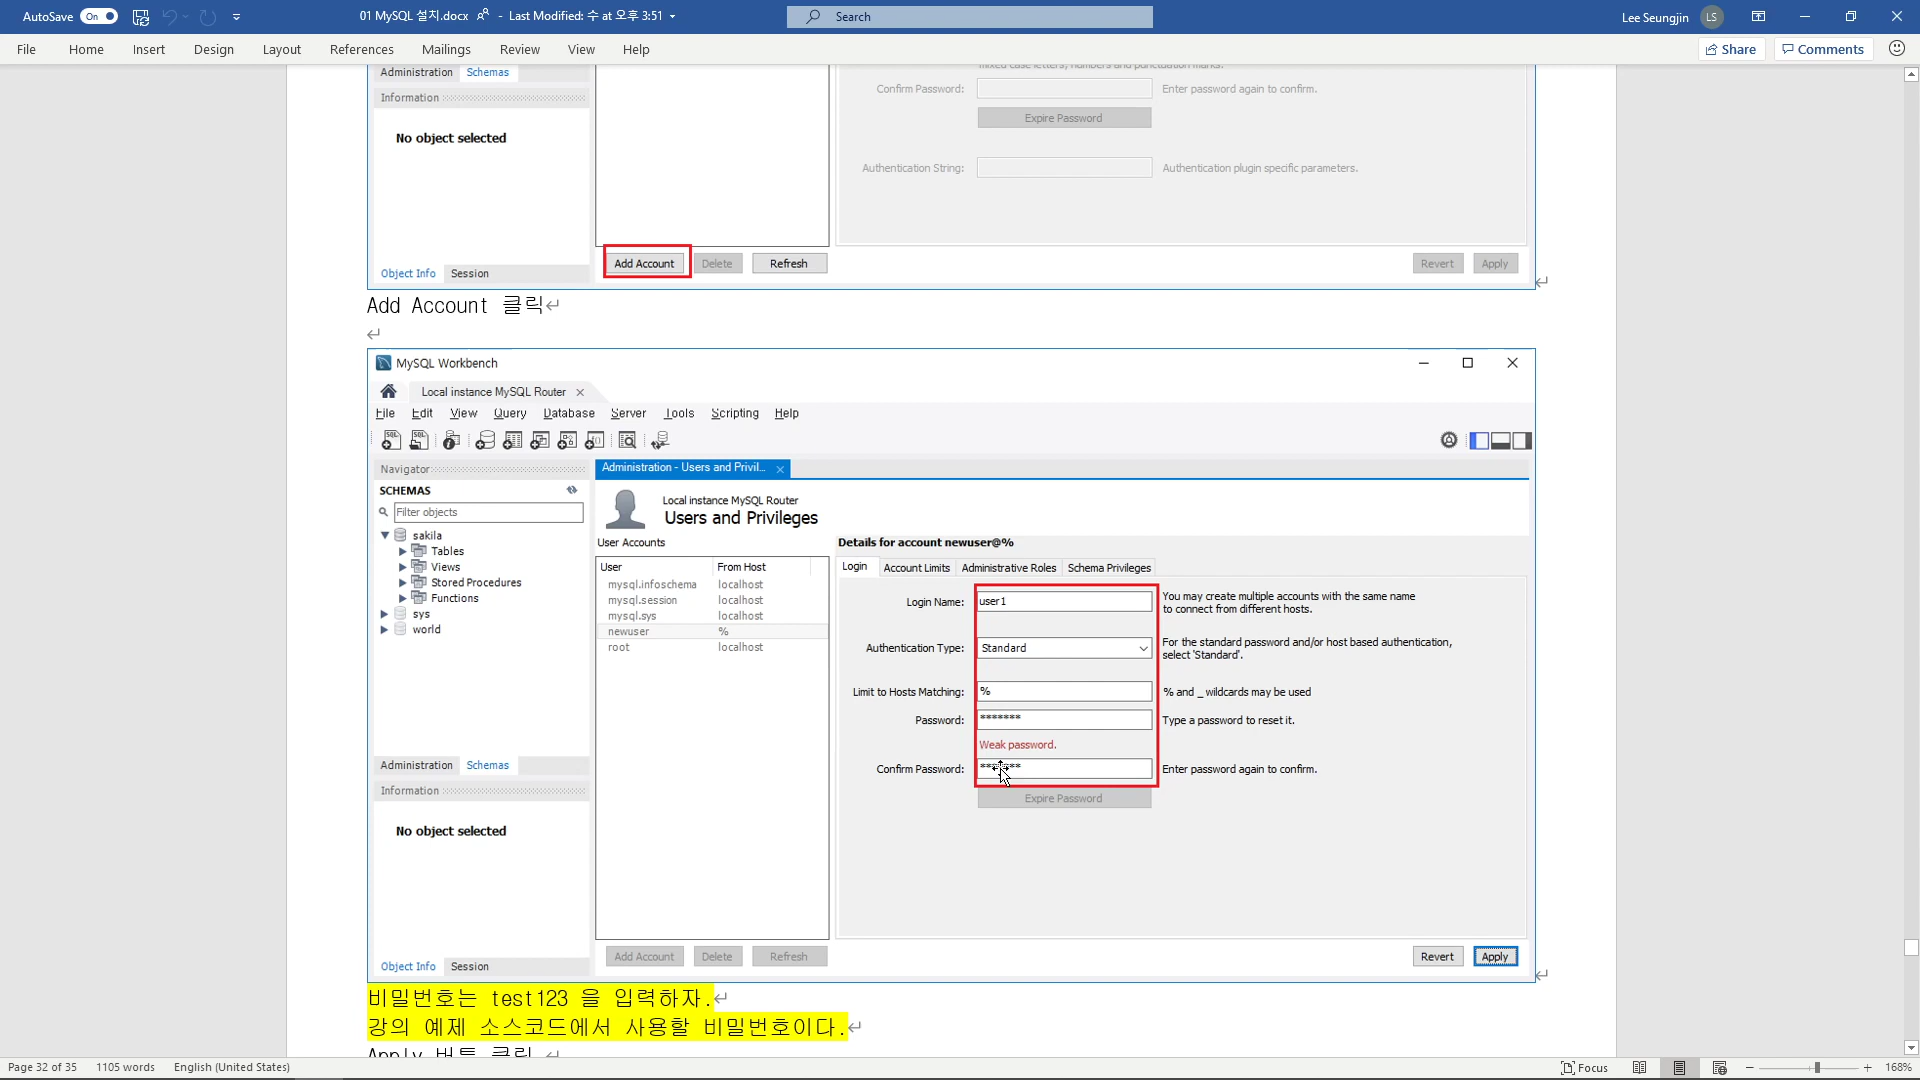 AutoSave On 01 MySQL 설치.docx - Last Modified: 수 at 오후 3:51 Search Lee Seungjin LS
File Home Insert Design Layout References Mailings Review View Help Share Comments
Administration Schemas
mixed case letters, numbers and punctuation marks.
Information
Confirm Password: Enter password again to confirm.
Expire Password
No object selected
Authentication String: Authentication plugin specific parameters.
Add Account Delete Refresh Revert Apply
Object Info Session
Add Account 클릭
MySQL Workbench
Local instance MySQL Router
File Edit View Query Database Server Tools Scripting Help
Navigator
Administration - Users and Privil...
SCHEMAS
Filter objects
sakila
Tables
Views
Stored Procedures
Functions
sys
world
Local instance MySQL Router
Users and Privileges
User Accounts
User From Host
mysql.infoschema localhost
mysql.session localhost
mysql.sys localhost
newuser %
root localhost
Details for account newuser@%
Login Account Limits Administrative Roles Schema Privileges
Login Name: user1 You may create multiple accounts with the same name
to connect from different hosts.
Authentication Type: Standard For the standard password and/or host based authentication,
select 'Standard'.
Limit to Hosts Matching: % % and _ wildcards may be used
Password: ******* Type a password to reset it.
Weak password.
Confirm Password: ******* Enter password again to confirm.
Expire Password
Administration Schemas
Information
No object selected
Object Info Session
Add Account Delete Refresh Revert Apply
비밀번호는 test123 을 입력하자.
강의 예제 소스코드에서 사용할 비밀번호이다.
Apply 버튼 클릭
Page 32 of 35 1105 words English (United States) Focus 168%